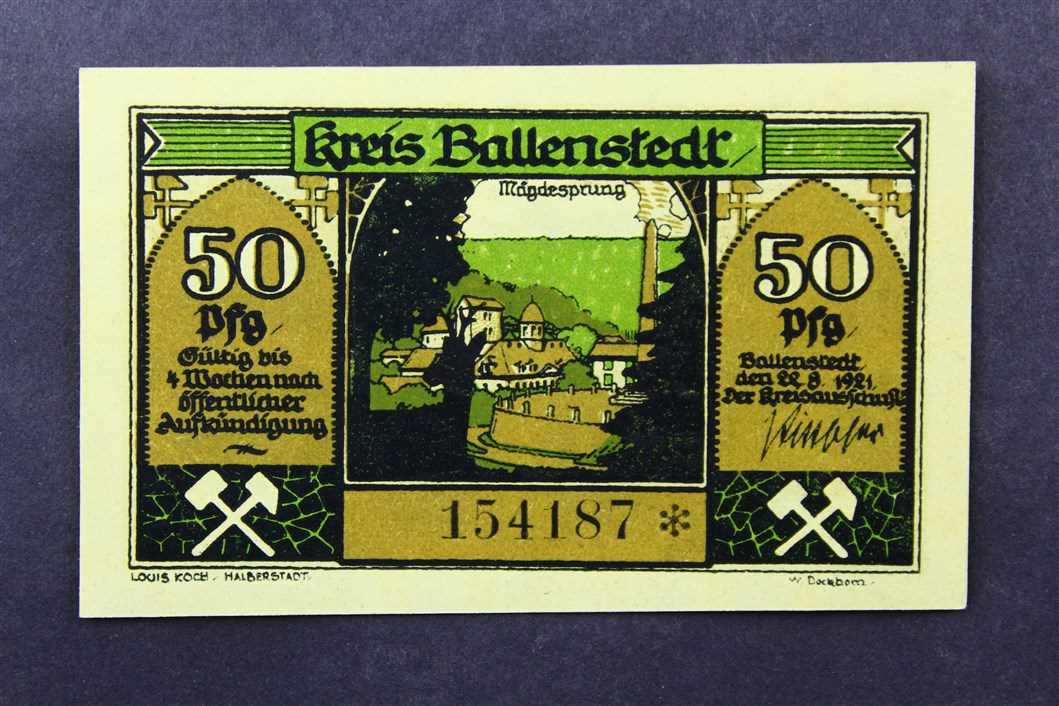 Kreis Ballenstedt
Mägdesprung
50
Pfg
Gültig bis
4 Wochen nach
öffentlicher
Aufkündigung
50
Pfg
Ballenstedt
den 22.8.1921
Der Kreisausschuß
154187 *
LOUIS KOCH. HALBERSTADT.
W. Dockhorn.